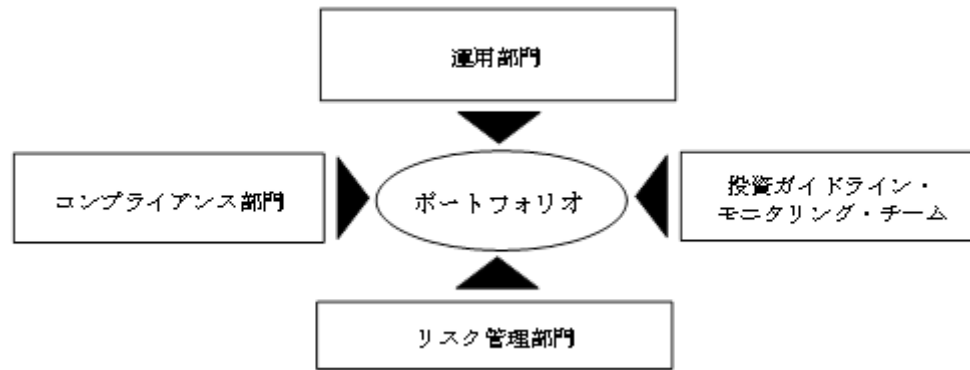 運用部門
コンプライアンス部門
ポートフォリオ
投資ガイドライン・
モニタリング・チーム
リスク管理部門